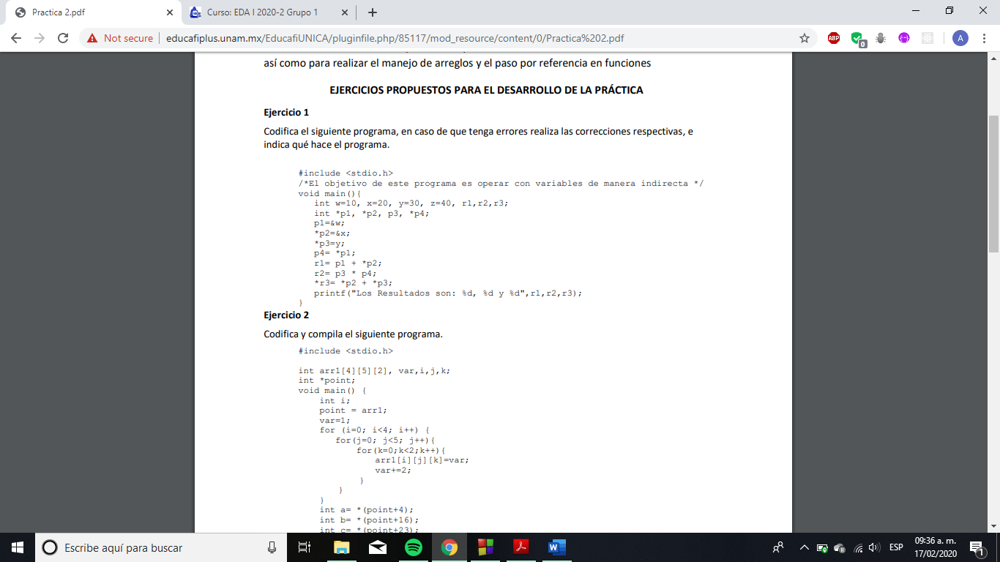 Practica 2.pdf
Curso: EDA I 2020-2 Grupo 1
Not secure
educafiplus.unam.mx/EducafiUNICA/pluginfile.php/85117/mod_resource/content/0/Practica%202.pdf
ABP
0
A
así como para realizar el manejo de arreglos y el paso por referencia en funciones
EJERCICIOS PROPUESTOS PARA EL DESARROLLO DE LA PRÁCTICA
Ejercicio 1
Codifica el siguiente programa, en caso de que tenga errores realiza las correcciones respectivas, e
indica qué hace el programa.
#include <stdio.h>
/*El objetivo de este programa es operar con variables de manera indirecta */
void main(){
int w=10, x=20, y=30, z=40, r1,r2,r3;
int *p1, *p2, p3, *p4;
p1=&w;
*p2=&x;
*p3=y;
p4= *p1;
r1= p1 + *p2;
r2= p3 * p4;
*r3= *p2 + *p3;
printf("Los Resultados son: %d, %d y %d",r1,r2,r3);
}
Ejercicio 2
Codifica y compila el siguiente programa.
#include <stdio.h>
int arr1[4][5][2], var,i,j,k;
int *point;
void main() {
int i;
point = arr1;
var=1;
for (i=0; i<4; i++) {
for(j=0; j<5; j++){
for(k=0;k<2;k++){
arr1[i][j][k]=var;
var+=2;
}
}
}
int a= *(point+4);
int b= *(point+16);
int c= *(point+23);
Escribe aquí para buscar
ESP
09:36 a. m.
17/02/2020
1